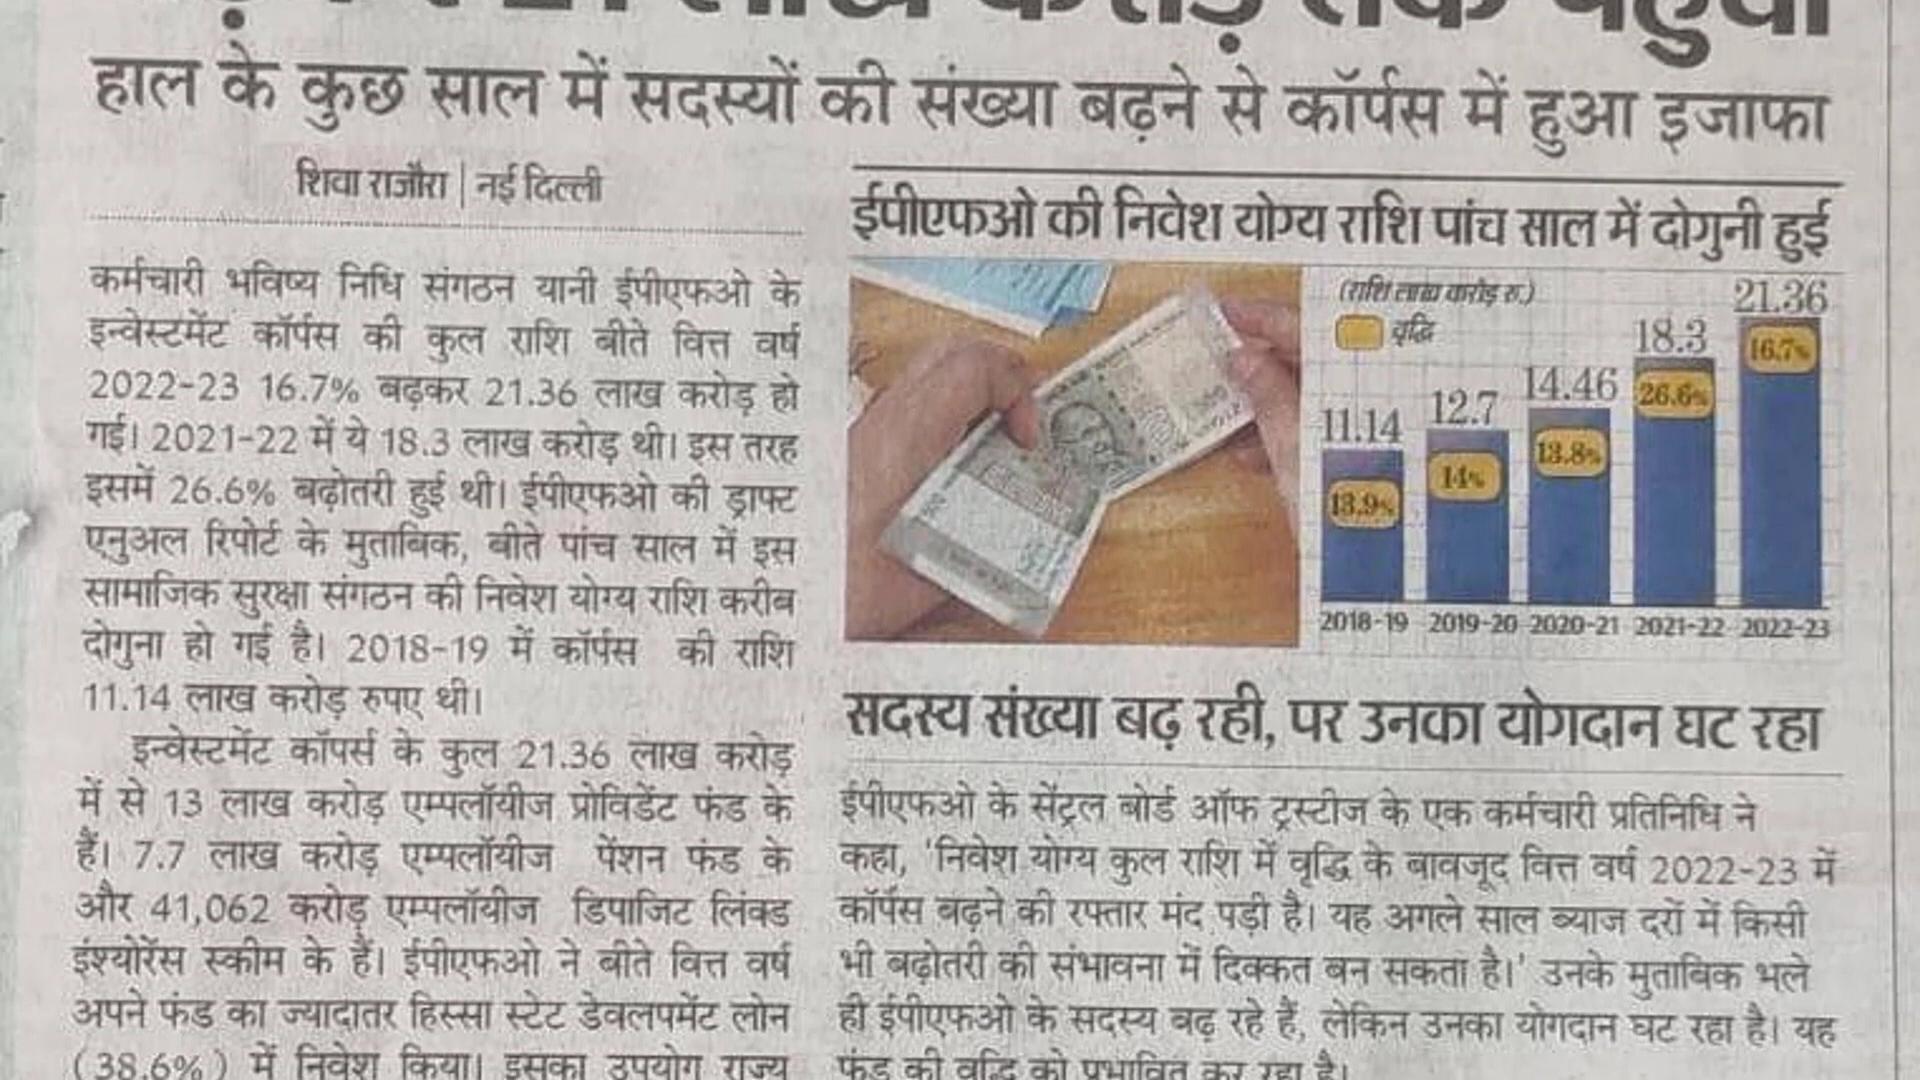 21 लाख करोड़ तक पहुंचा
हाल के कुछ साल में सदस्यों की संख्या बढ़ने से कॉर्पस में हुआ इजाफा
शिवा राजौरा | नई दिल्ली
कर्मचारी भविष्य निधि संगठन यानी ईपीएफओ के
इन्वेस्टमेंट कॉर्पस की कुल राशि बीते वित्त वर्ष
2022-23 16.7% बढ़कर 21.36 लाख करोड़ हो
गई। 2021-22 में ये 18.3 लाख करोड़ थी। इस तरह
इसमें 26.6% बढ़ोतरी हुई थी। ईपीएफओ की ड्राफ्ट
एनुअल रिपोर्ट के मुताबिक, बीते पांच साल में इस
सामाजिक सुरक्षा संगठन की निवेश योग्य राशि करीब
दोगुना हो गई है। 2018-19 में कॉर्पस की राशि
11.14 लाख करोड़ रुपए थी।
इन्वेस्टमेंट कॉपर्स के कुल 21.36 लाख करोड़
में से 13 लाख करोड़ एम्पलॉयीज प्रोविडेंट फंड के
हैं। 7.7 लाख करोड़ एम्पलॉयीज पेंशन फंड के
और 41,062 करोड़ एम्पलॉयीज डिपाजिट लिंक्ड
इंश्योरेंस स्कीम के हैं। ईपीएफओ ने बीते वित्त वर्ष
अपने फंड का ज्यादातर हिस्सा स्टेट डेवलपमेंट लोन
(38.6%) में निवेश किया। इसका उपयोग राज्य
ईपीएफओ की निवेश योग्य राशि पांच साल में दोगुनी हुई
(राशि लाख करोड़ रु.)
वृद्धि
11.14 12.7 14.46 18.3 21.36
13.9% 14% 13.8% 26.6% 16.7%
2018-19 2019-20 2020-21 2021-22 2022-23
सदस्य संख्या बढ़ रही, पर उनका योगदान घट रहा
ईपीएफओ के सेंट्रल बोर्ड ऑफ ट्रस्टीज के एक कर्मचारी प्रतिनिधि ने
कहा, 'निवेश योग्य कुल राशि में वृद्धि के बावजूद वित्त वर्ष 2022-23 में
कॉर्पस बढ़ने की रफ्तार मंद पड़ी है। यह अगले साल ब्याज दरों में किसी
भी बढ़ोतरी की संभावना में दिक्कत बन सकता है।' उनके मुताबिक भले
ही ईपीएफओ के सदस्य बढ़ रहे हैं, लेकिन उनका योगदान घट रहा है। यह
फंड की वृद्धि को प्रभावित कर रहा है।